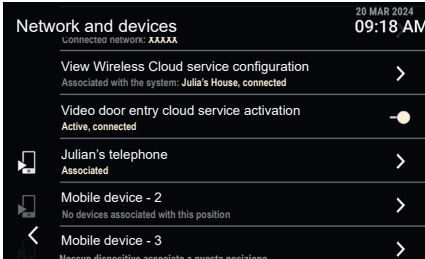 20 MAR 2024
Network and devices
09:18 AM
Connected network: XXXXX
View Wireless Cloud service configuration
Associated with the system: Julia's House, connected
Video door entry cloud service activation
Active, connected
Julian's telephone
Associated
Mobile device - 2
No devices associated with this position
Mobile device - 3
Nessun dispositivo associato a questa posizione